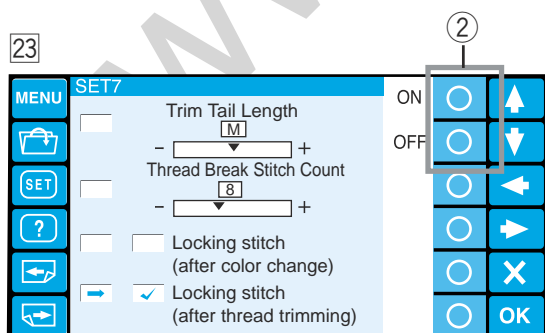 2
23
MENU
SET7
ON
Trim Tail Length
M
- +
OFF
Thread Break Stitch Count
SET
8
- +
?
Locking stitch
(after color change)
Locking stitch
(after thread trimming)
OK